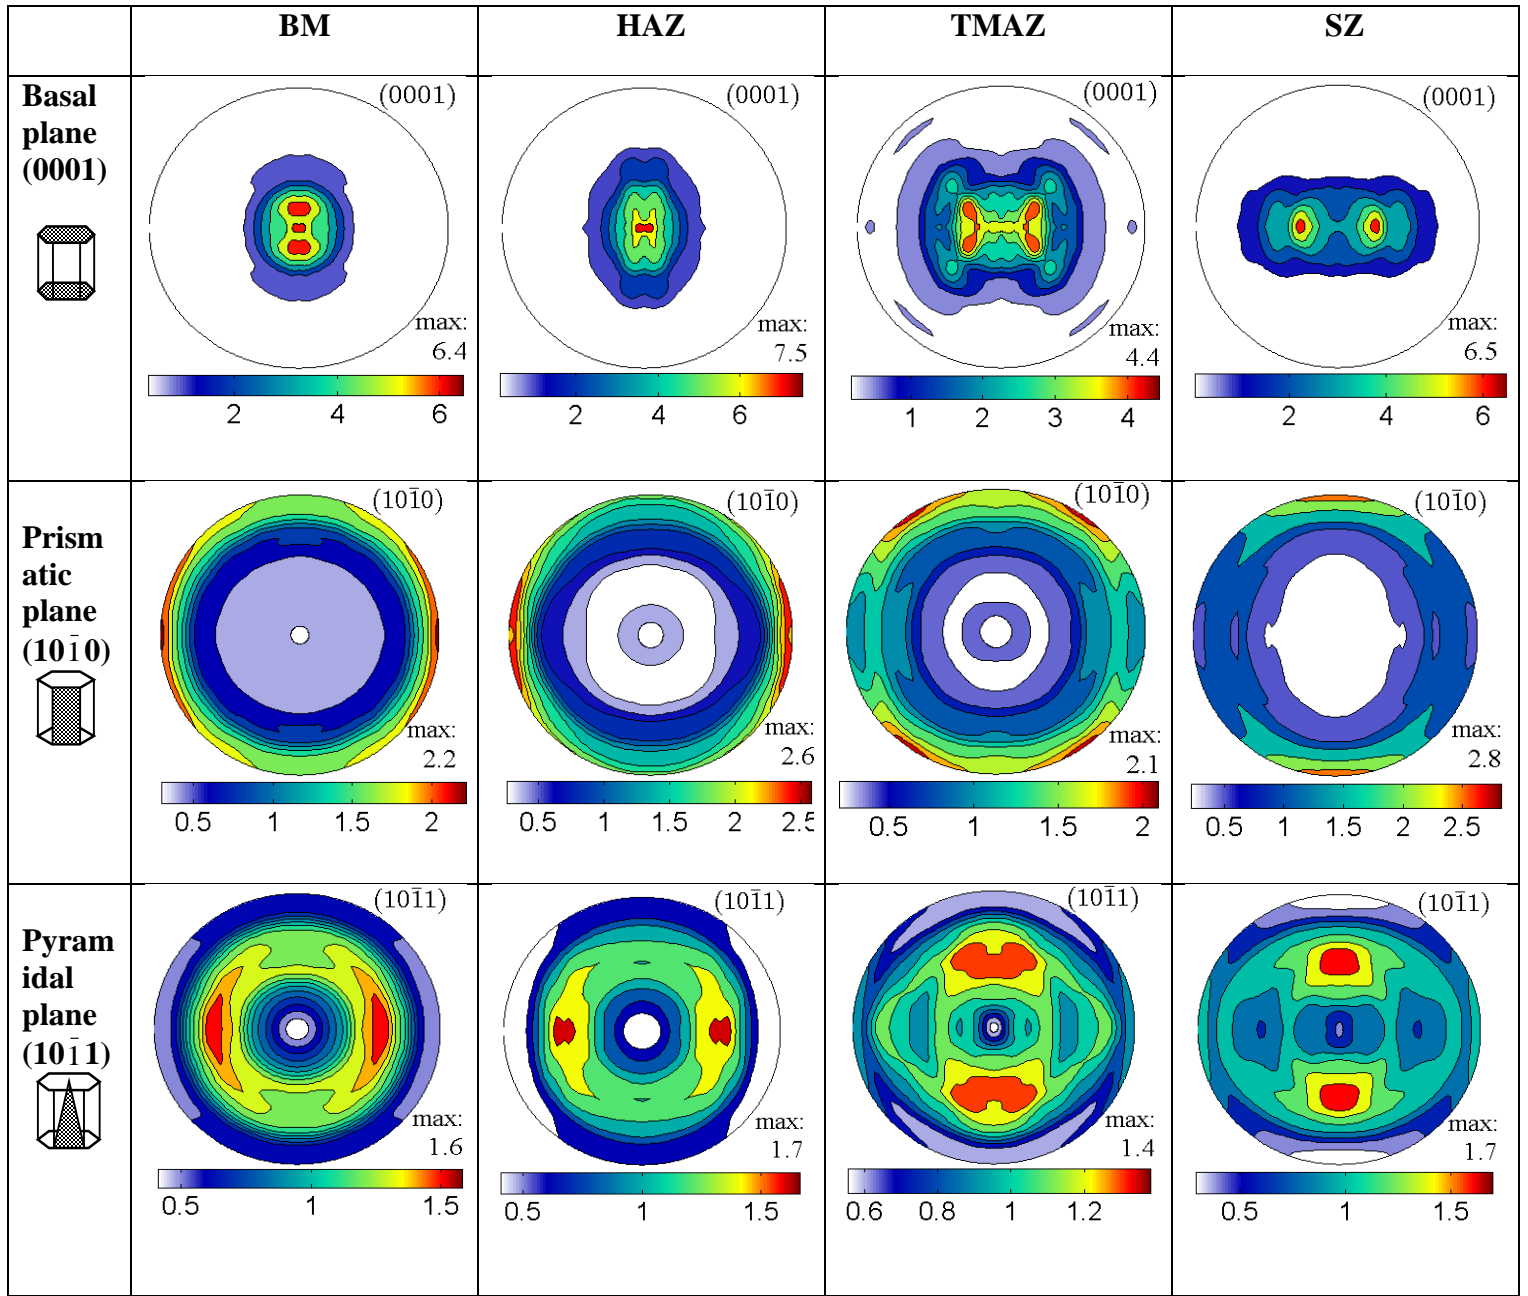 BM HAZ TMAZ SZ
Basal
plane
(0001)
(0001)
max:
6.4
2 4 6
(0001)
max:
7.5
2 4 6
(0001)
max:
4.4
1 2 3 4
(0001)
max:
6.5
2 4 6
Prism
atic
plane
(101̄0)
(101̄0)
max:
2.2
0.5 1 1.5 2
(101̄0)
max:
2.6
0.5 1 1.5 2 2.5
(101̄0)
max:
2.1
0.5 1 1.5 2
(101̄0)
max:
2.8
0.5 1 1.5 2 2.5
Pyram
idal
plane
(101̄1)
(101̄1)
max:
1.6
0.5 1 1.5
(101̄1)
max:
1.7
0.5 1 1.5
(101̄1)
max:
1.4
0.6 0.8 1 1.2
(101̄1)
max:
1.7
0.5 1 1.5